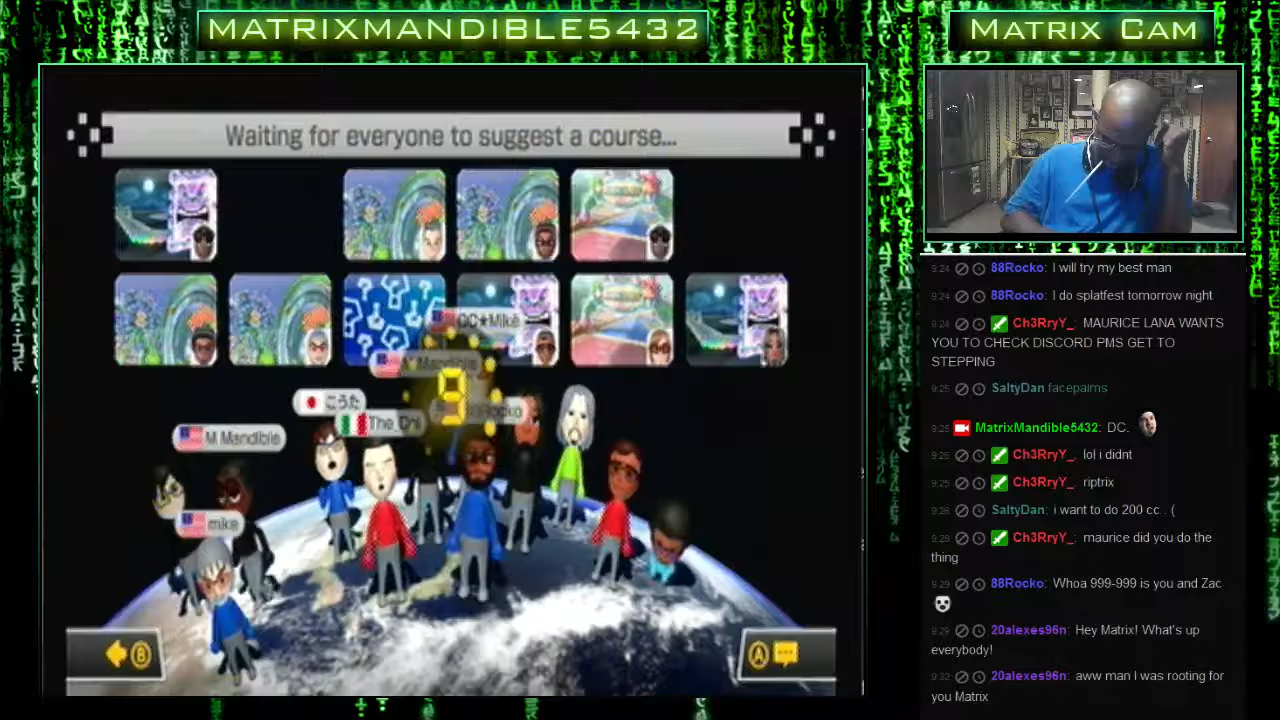 MATRIXMANDIBLE5432
Matrix Cam
Waiting for everyone to suggest a course...
CC★Mike
Mandible
こうた
The_Dri
Rocko
M.Mandible
mike
9
B
A
9:24 88Rocko: I will try my best man
9:24 88Rocko: I do splatfest tomorrow night
9:24 Ch3RryY_: MAURICE LANA WANTS
YOU TO CHECK DISCORD PMS GET TO
STEPPING
9:25 SaltyDan facepalms
9:25 MatrixMandible5432: DC.
Ch3RryY_: lol i didnt
Ch3RryY_: riptrix
SaltyDan: i want to do 200 cc. :(
9:29 Ch3RryY_: maurice did you do the
thing
9:29 88Rocko: Whoa 999-999 is you and Zac
9:29 20alexes96n: Hey Matrix! What's up
everybody!
9:32 20alexes96n: aww man I was rooting for
you Matrix